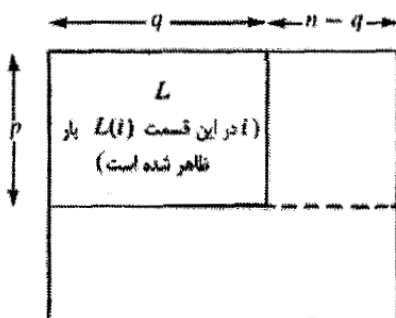 q n − q
p
L
(i در این قسمت L(i) بار
ظاهر شده است)